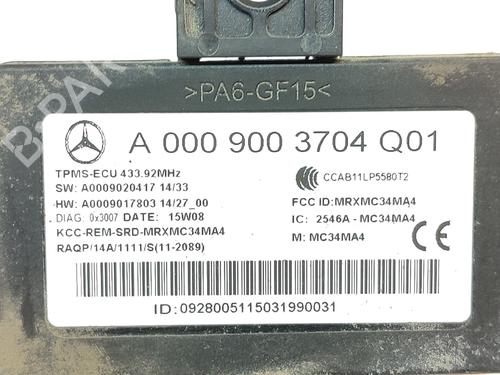 >PA6-GF15<
A 000 900 3704 Q01
TPMS-ECU 433.92MHz
SW: A0009020417 14/33
HW: A0009017803 14/27_00
DIAG: 0x3007 DATE: 15W08
KCC-REM-SRD-MRXMC34MA4
RAQP/14A/1111/S(11-2089)
CCAB11LP5580T2
FCC ID: MRXMC34MA4
IC: 2546A - MC34MA4
M: MC34MA4
CE
ID: 0928005115031990031
B-Parts